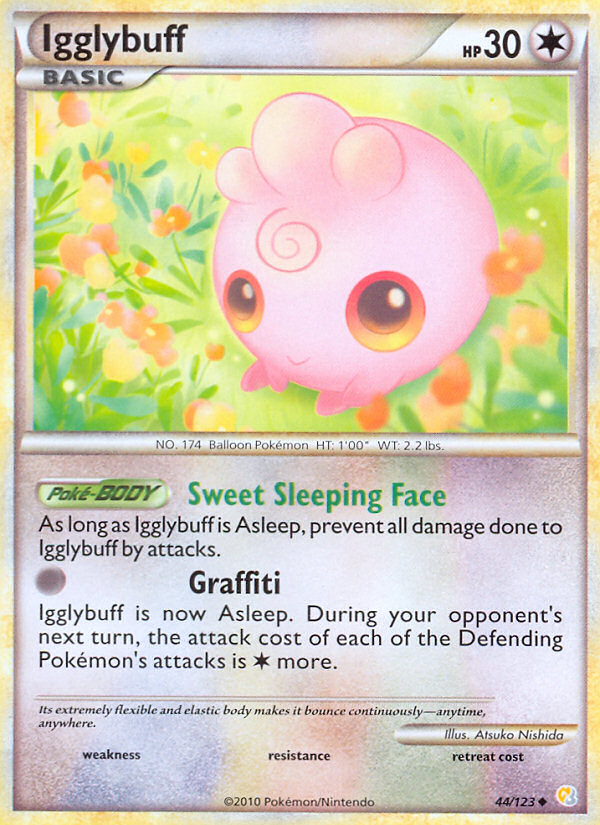 Igglybuff
HP 30
BASIC
NO. 174 Balloon Pokémon HT: 1'00" WT: 2.2 lbs.
Poké-BODY Sweet Sleeping Face
As long as Igglybuff is Asleep, prevent all damage done to
Igglybuff by attacks.
Graffiti
Igglybuff is now Asleep. During your opponent's
next turn, the attack cost of each of the Defending
Pokémon's attacks is ✶ more.
Its extremely flexible and elastic body makes it bounce continuously—anytime,
anywhere.
Illus. Atsuko Nishida
weakness resistance retreat cost
©2010 Pokémon/Nintendo 44/123 ◆